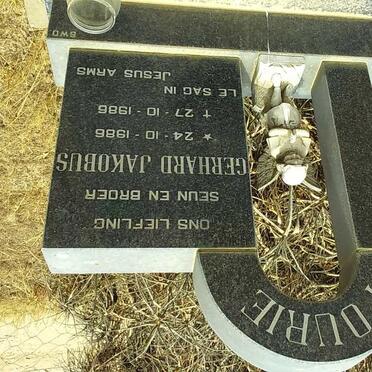 ONS LIEFLING
SEUN EN BROER
GERHARD JAKOBUS
★ 24-10-1986
† 27-10-1986
LE SAG IN
JESUS ARMS
OURIE
BWD